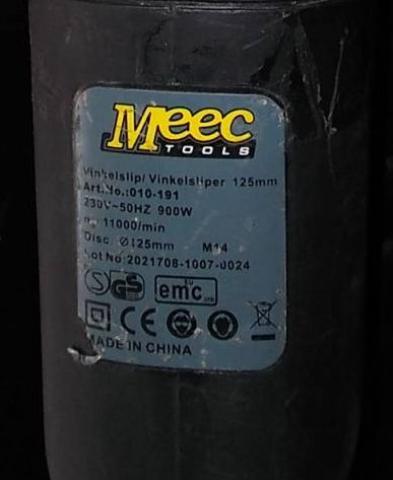 Meec
TOOLS
Vinkelslip/Vinkelsliper 125mm
Art.No.:010-191
230V~50HZ 900W
n: 11000/min
Disc Ø125mm M14
Lot No:2021708-1007-0024
S GS emc
CE
MADE IN CHINA